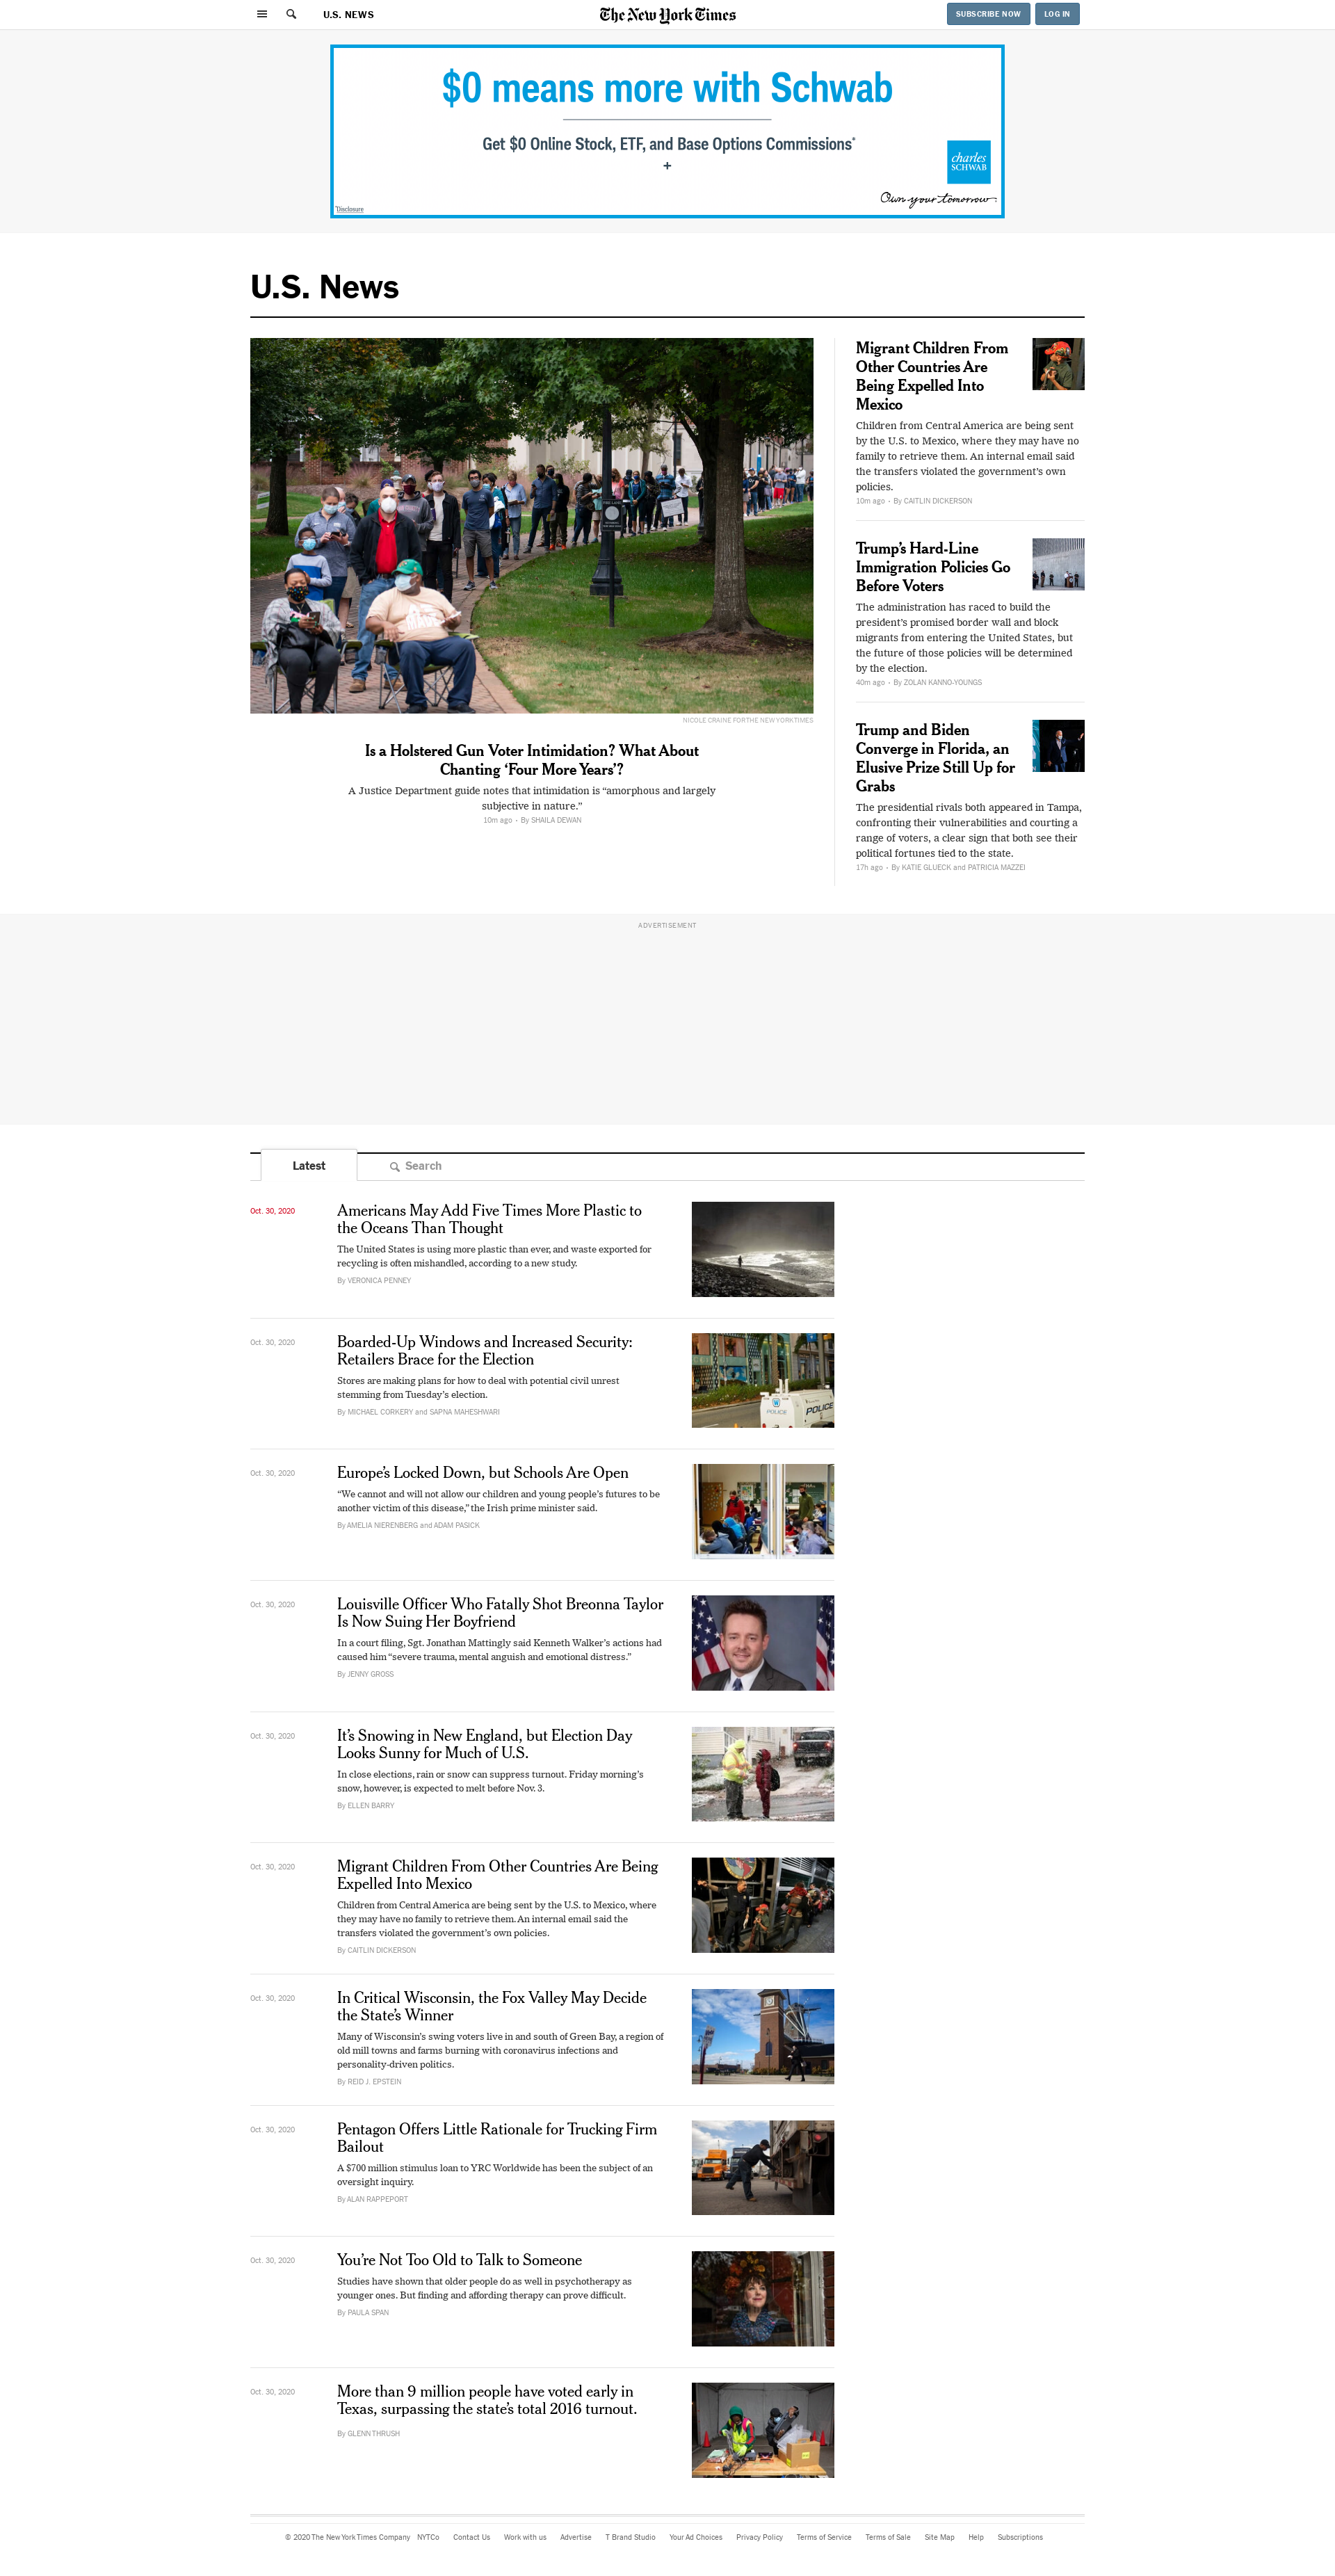 U.S. NEWS
The New York Times
SUBSCRIBE NOW
LOG IN
$0 means more with Schwab
Get $0 Online Stock, ETF, and Base Options Commissions*
+
charles
SCHWAB
Own your tomorrow
*Disclosure
U.S. News
NICOLE CRAINE FOR THE NEW YORK TIMES
Is a Holstered Gun Voter Intimidation? What About
Chanting ‘Four More Years’?
A Justice Department guide notes that intimidation is “amorphous and largely
subjective in nature.”
10m ago • By SHAILA DEWAN
Migrant Children From
Other Countries Are
Being Expelled Into
Mexico
Children from Central America are being sent
by the U.S. to Mexico, where they may have no
family to retrieve them. An internal email said
the transfers violated the government’s own
policies.
10m ago • By CAITLIN DICKERSON
Trump’s Hard-Line
Immigration Policies Go
Before Voters
The administration has raced to build the
president’s promised border wall and block
migrants from entering the United States, but
the future of those policies will be determined
by the election.
40m ago • By ZOLAN KANNO-YOUNGS
Trump and Biden
Converge in Florida, an
Elusive Prize Still Up for
Grabs
The presidential rivals both appeared in Tampa,
confronting their vulnerabilities and courting a
range of voters, a clear sign that both see their
political fortunes tied to the state.
17h ago • By KATIE GLUECK and PATRICIA MAZZEI
ADVERTISEMENT
Latest
Search
Oct. 30, 2020
Americans May Add Five Times More Plastic to
the Oceans Than Thought
The United States is using more plastic than ever, and waste exported for
recycling is often mishandled, according to a new study.
By VERONICA PENNEY
Oct. 30, 2020
Boarded-Up Windows and Increased Security:
Retailers Brace for the Election
Stores are making plans for how to deal with potential civil unrest
stemming from Tuesday’s election.
By MICHAEL CORKERY and SAPNA MAHESHWARI
POLICE
POLICE
Oct. 30, 2020
Europe’s Locked Down, but Schools Are Open
“We cannot and will not allow our children and young people’s futures to be
another victim of this disease,” the Irish prime minister said.
By AMELIA NIERENBERG and ADAM PASICK
Oct. 30, 2020
Louisville Officer Who Fatally Shot Breonna Taylor
Is Now Suing Her Boyfriend
In a court filing, Sgt. Jonathan Mattingly said Kenneth Walker’s actions had
caused him “severe trauma, mental anguish and emotional distress.”
By JENNY GROSS
Oct. 30, 2020
It’s Snowing in New England, but Election Day
Looks Sunny for Much of U.S.
In close elections, rain or snow can suppress turnout. Friday morning’s
snow, however, is expected to melt before Nov. 3.
By ELLEN BARRY
Oct. 30, 2020
Migrant Children From Other Countries Are Being
Expelled Into Mexico
Children from Central America are being sent by the U.S. to Mexico, where
they may have no family to retrieve them. An internal email said the
transfers violated the government’s own policies.
By CAITLIN DICKERSON
Oct. 30, 2020
In Critical Wisconsin, the Fox Valley May Decide
the State’s Winner
Many of Wisconsin’s swing voters live in and south of Green Bay, a region of
old mill towns and farms burning with coronavirus infections and
personality-driven politics.
By REID J. EPSTEIN
Oct. 30, 2020
Pentagon Offers Little Rationale for Trucking Firm
Bailout
A $700 million stimulus loan to YRC Worldwide has been the subject of an
oversight inquiry.
By ALAN RAPPEPORT
Oct. 30, 2020
You’re Not Too Old to Talk to Someone
Studies have shown that older people do as well in psychotherapy as
younger ones. But finding and affording therapy can prove difficult.
By PAULA SPAN
Oct. 30, 2020
More than 9 million people have voted early in
Texas, surpassing the state’s total 2016 turnout.
By GLENN THRUSH
© 2020 The New York Times Company NYTCo Contact Us Work with us Advertise T Brand Studio Your Ad Choices Privacy Policy Terms of Service Terms of Sale Site Map Help Subscriptions